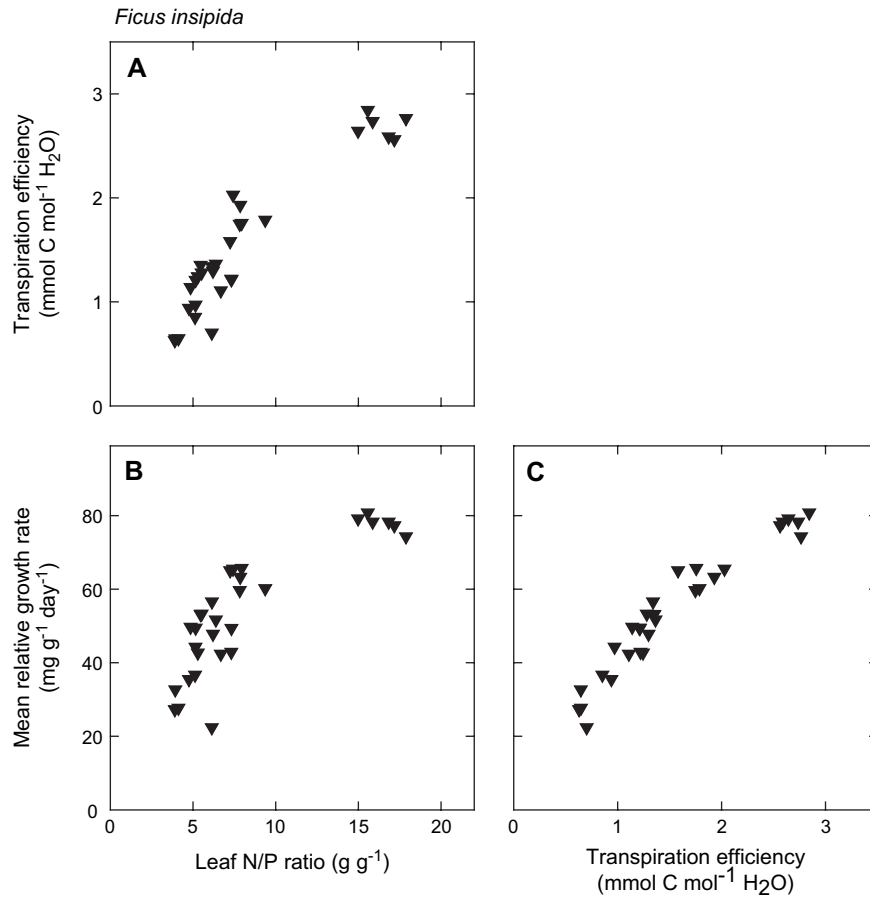 Ficus insipida
A
Transpiration efficiency
(mmol C mol⁻¹ H₂O)
3
2
1
0
B
Mean relative growth rate
(mg g⁻¹ day⁻¹)
80
60
40
20
0
0 5 10 15 20
Leaf N/P ratio (g g⁻¹)
C
0 1 2 3
Transpiration efficiency
(mmol C mol⁻¹ H₂O)